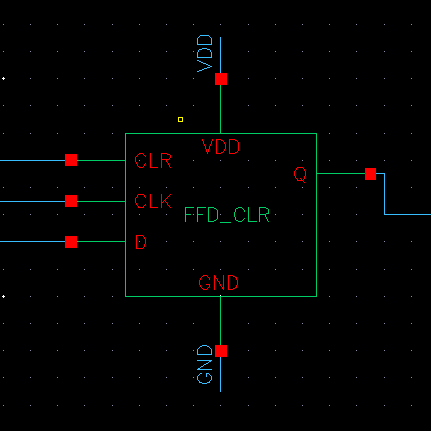 VDD
VDD
CLR
Q
CLK
FFD_CLR
D
GND
GND